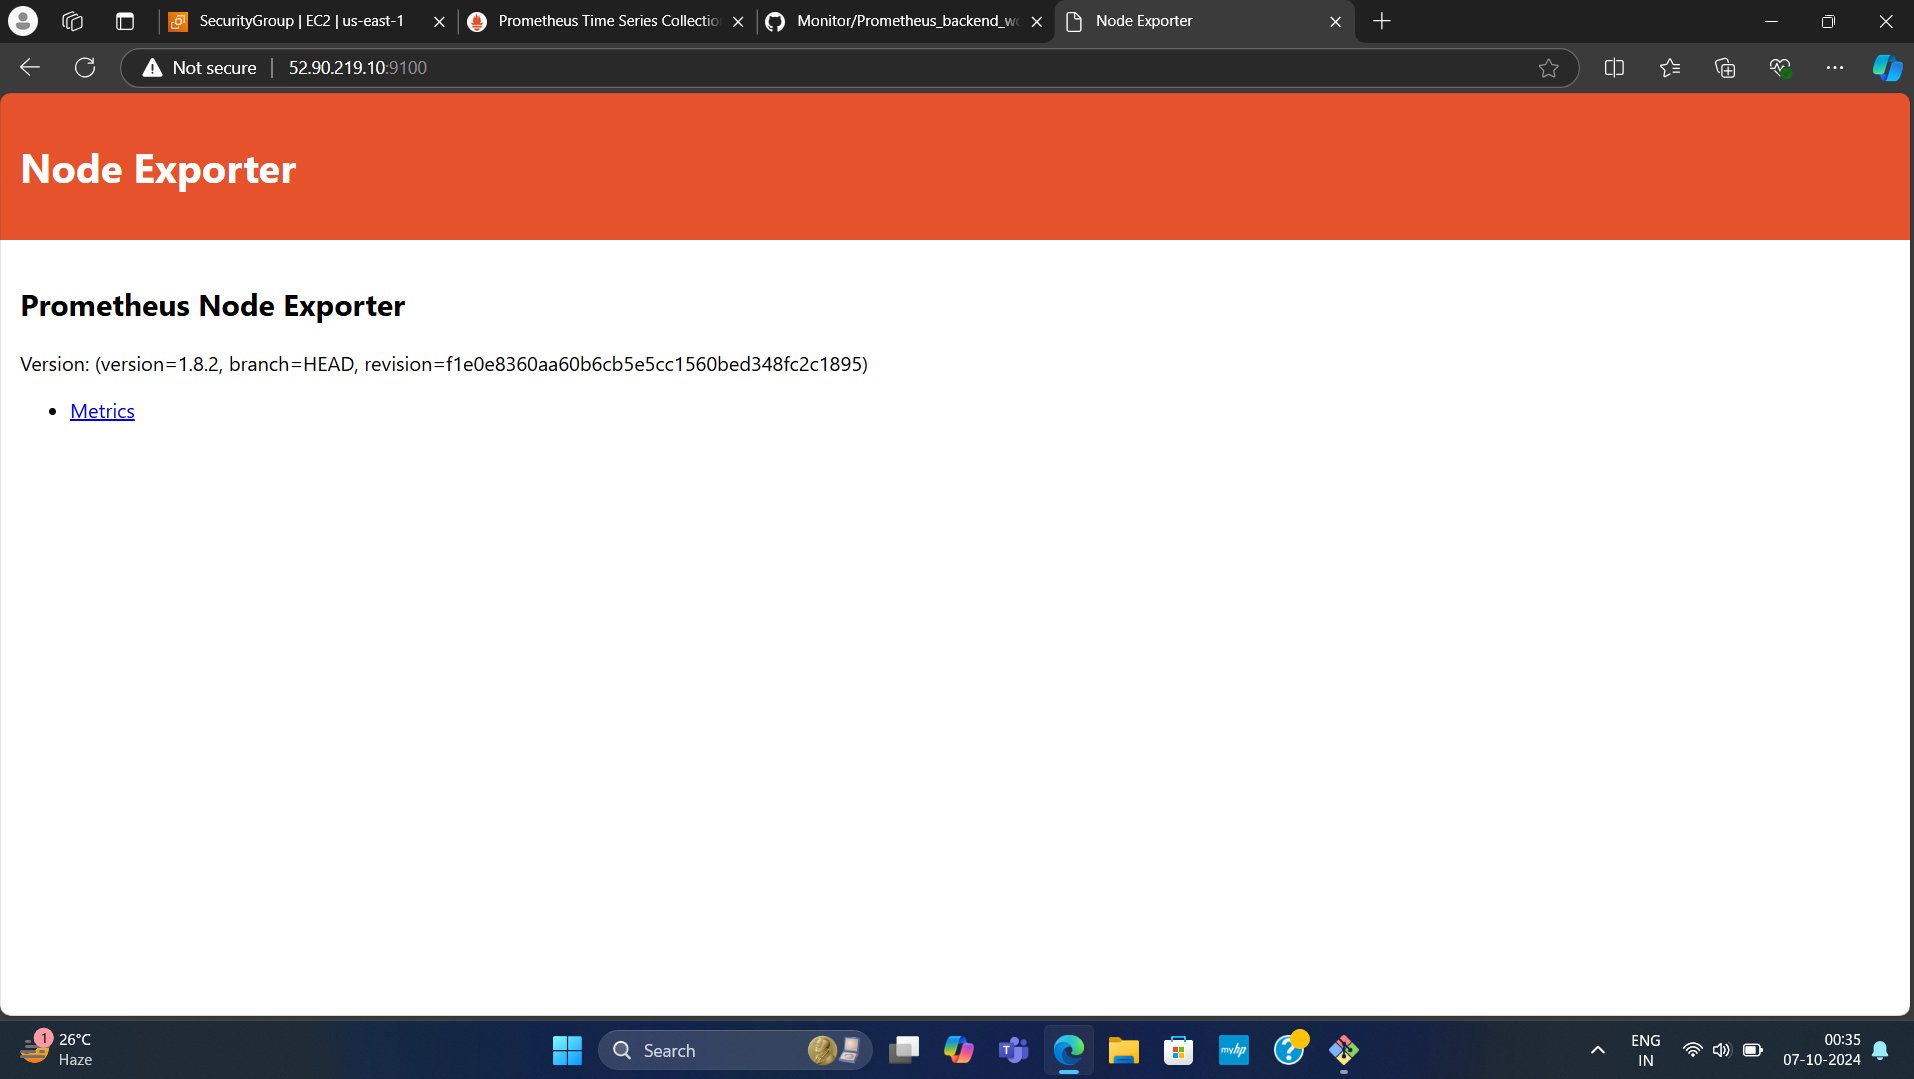 SecurityGroup | EC2 | us-east-1
Prometheus Time Series Collectio
Monitor/Prometheus_backend_wo
Node Exporter
Not secure
52.90.219.10:9100
Node Exporter
Prometheus Node Exporter
Version: (version=1.8.2, branch=HEAD, revision=f1e0e8360aa60b6cb5e5cc1560bed348fc2c1895)
Metrics
1
26°C
Haze
Search
T
myhp
?
ENG
IN
00:35
07-10-2024